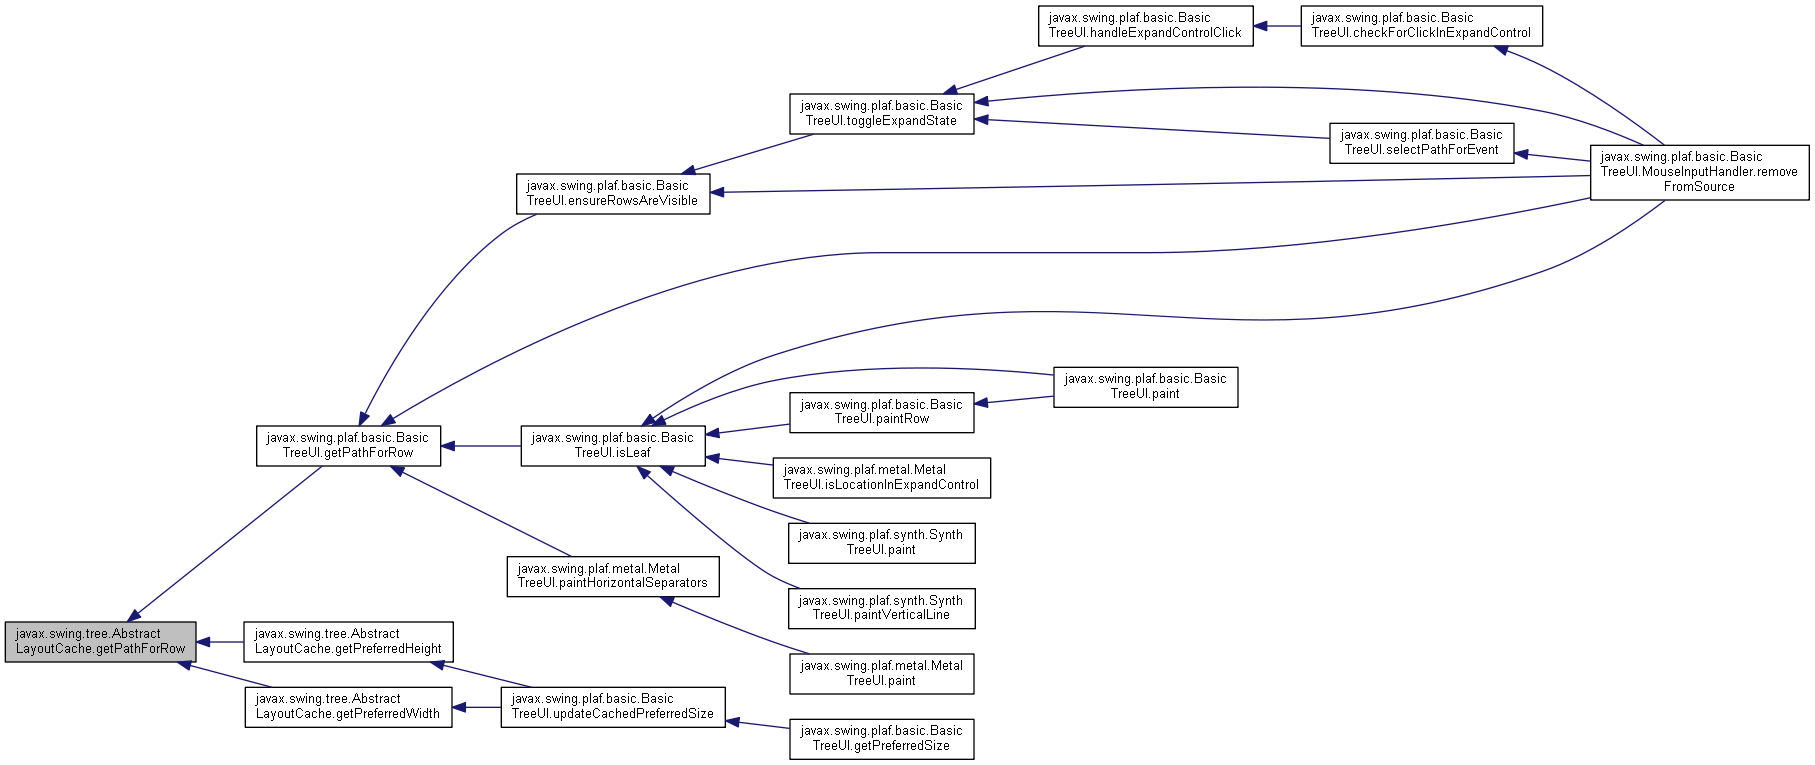 javax.swing.plaf.basic.Basic
TreeUI.handleExpandControlClick
javax.swing.plaf.basic.Basic
TreeUI.checkForClickInExpandControl
javax.swing.plaf.basic.Basic
TreeUI.toggleExpandState
javax.swing.plaf.basic.Basic
TreeUI.selectPathForEvent
javax.swing.plaf.basic.Basic
TreeUI.MouseInputHandler.remove
FromSource
javax.swing.plaf.basic.Basic
TreeUI.ensureRowsAreVisible
javax.swing.plaf.basic.Basic
TreeUI.paint
javax.swing.plaf.basic.Basic
TreeUI.paintRow
javax.swing.plaf.basic.Basic
TreeUI.getPathForRow
javax.swing.plaf.basic.Basic
TreeUI.isLeaf
javax.swing.plaf.metal.Metal
TreeUI.isLocationInExpandControl
javax.swing.plaf.synth.Synth
TreeUI.paint
javax.swing.plaf.metal.Metal
TreeUI.paintHorizontalSeparators
javax.swing.plaf.synth.Synth
TreeUI.paintVerticalLine
javax.swing.tree.Abstract
LayoutCache.getPathForRow
javax.swing.tree.Abstract
LayoutCache.getPreferredHeight
javax.swing.plaf.metal.Metal
TreeUI.paint
javax.swing.tree.Abstract
LayoutCache.getPreferredWidth
javax.swing.plaf.basic.Basic
TreeUI.updateCachedPreferredSize
javax.swing.plaf.basic.Basic
TreeUI.getPreferredSize